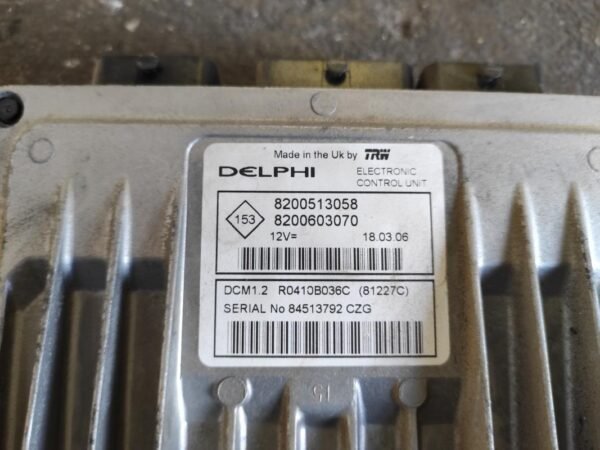 Made in the Uk by TRW
DELPHI ELECTRONIC
CONTROL UNIT
153
8200513058
8200603070
12V= 18.03.06
DCM1.2 R0410B036C (81227C)
SERIAL No 84513792 CZG